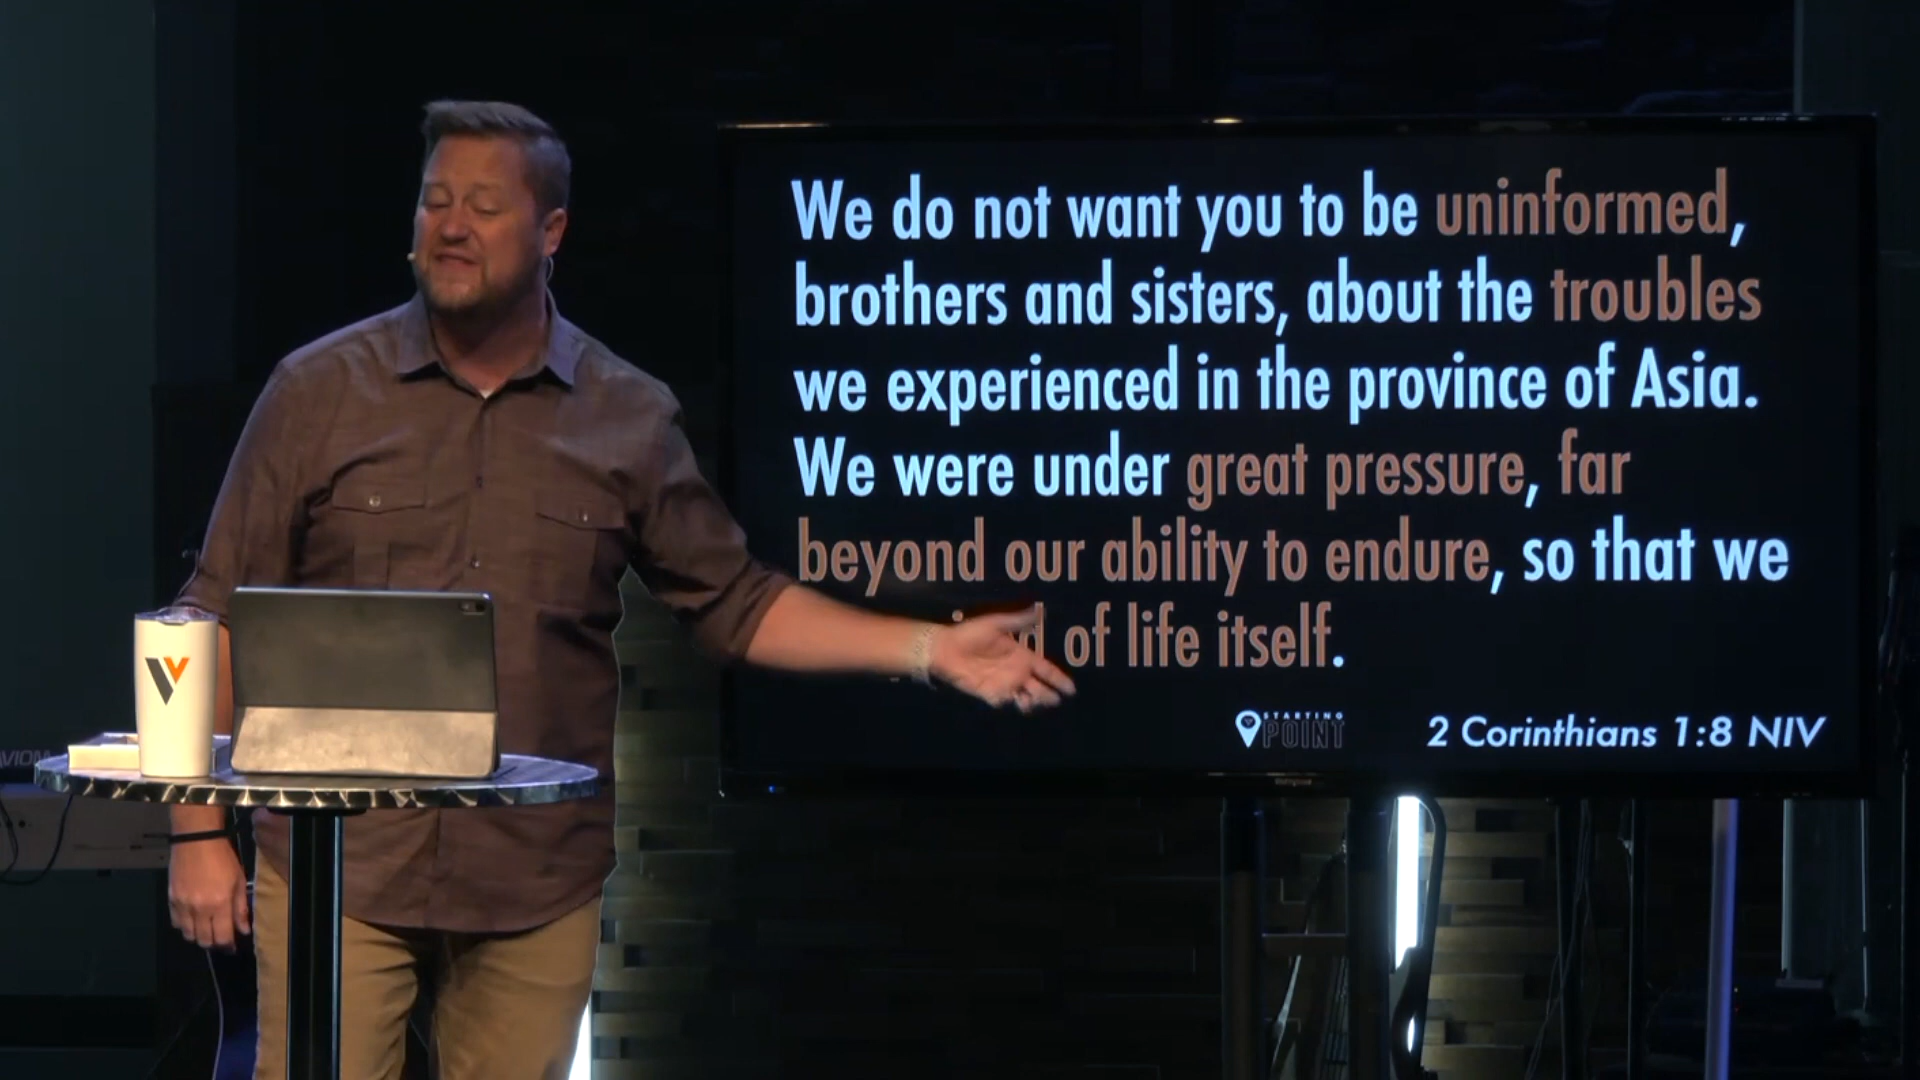 We do not want you to be uninformed,
brothers and sisters, about the troubles
we experienced in the province of Asia.
We were under great pressure, far
beyond our ability to endure, so that we
of life itself.
STARTING
POINT
2 Corinthians 1:8 NIV